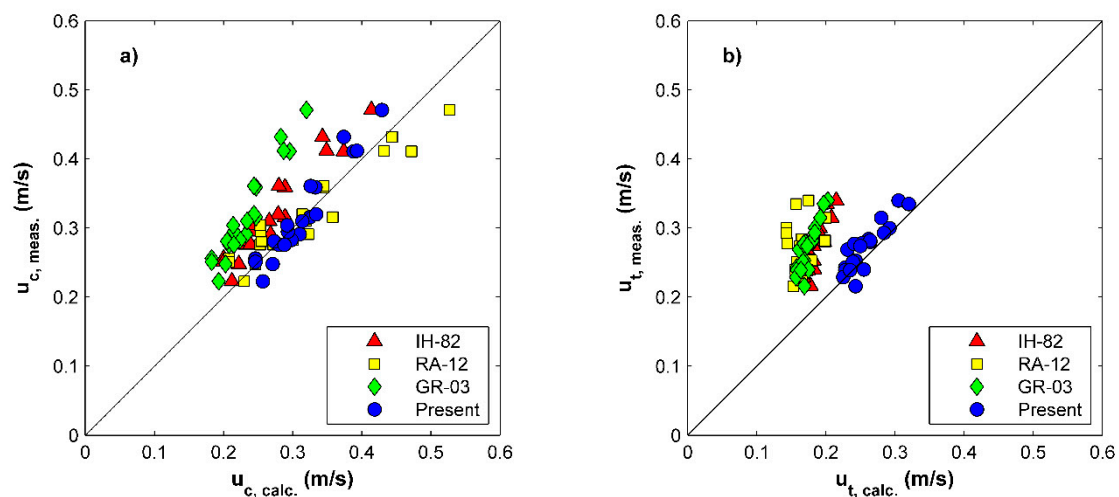 a)
0.6
0.5
0.4
0.3
0.2
0.1
0
u_c, meas. (m/s)
0 0.1 0.2 0.3 0.4 0.5 0.6
u_c, calc. (m/s)
IH-82
RA-12
GR-03
Present
b)
0.6
0.5
0.4
0.3
0.2
0.1
0
u_t, meas. (m/s)
0 0.1 0.2 0.3 0.4 0.5 0.6
u_t, calc. (m/s)
IH-82
RA-12
GR-03
Present